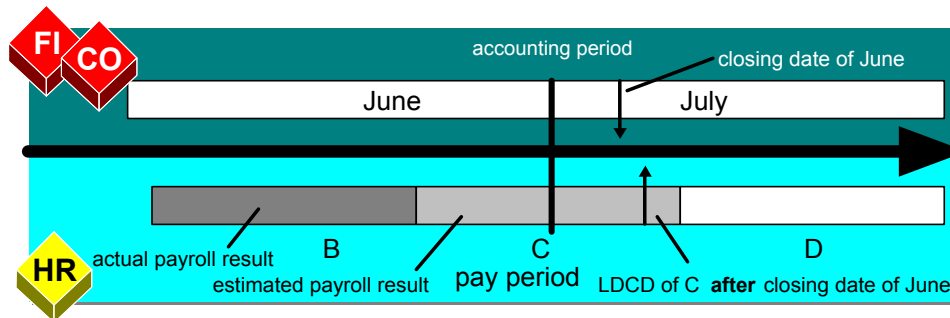 FI
CO
accounting period
closing date of June
June
July
actual payroll result
B
C
D
estimated payroll result
pay period
LDCD of C after closing date of June
HR